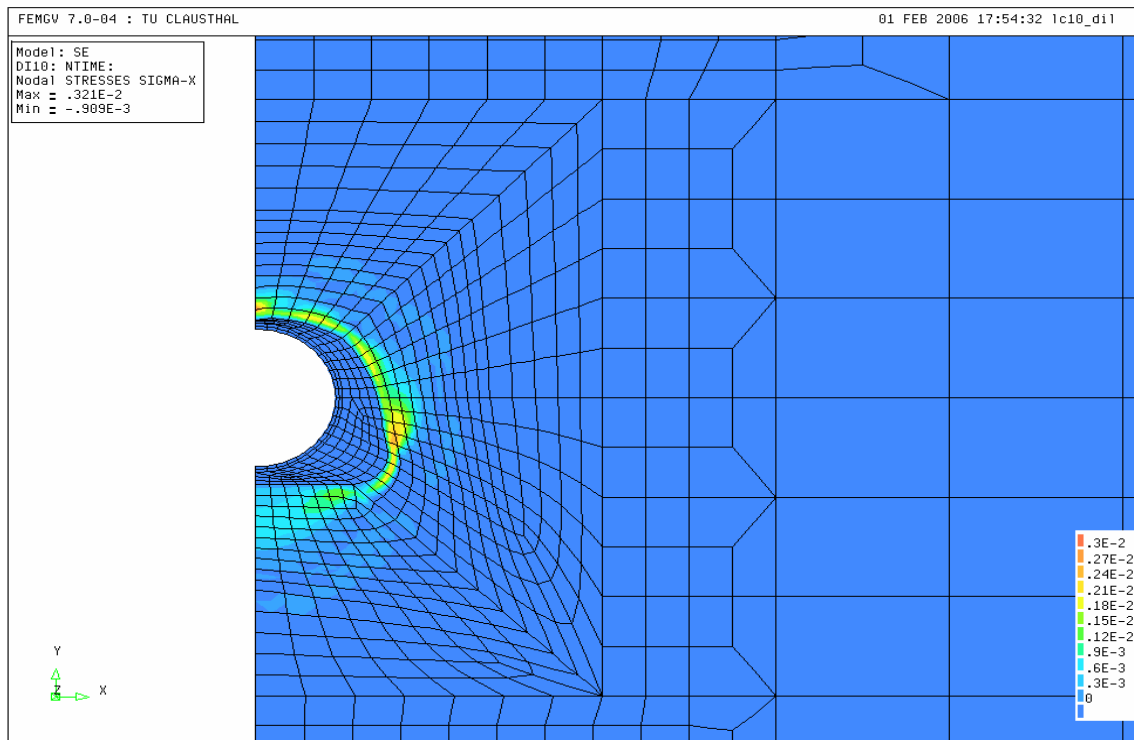 FEMGV 7.0-04 : TU CLAUSTHAL
01 FEB 2006 17:54:32 lc10_dil
Model: SE
DI10: NTIME:
Nodal STRESSES SIGMA-X
Max = .321E-2
Min = -.909E-3
.3E-2
.27E-2
.24E-2
.21E-2
.18E-2
.15E-2
.12E-2
.9E-3
.6E-3
.3E-3
0
Y
Z X